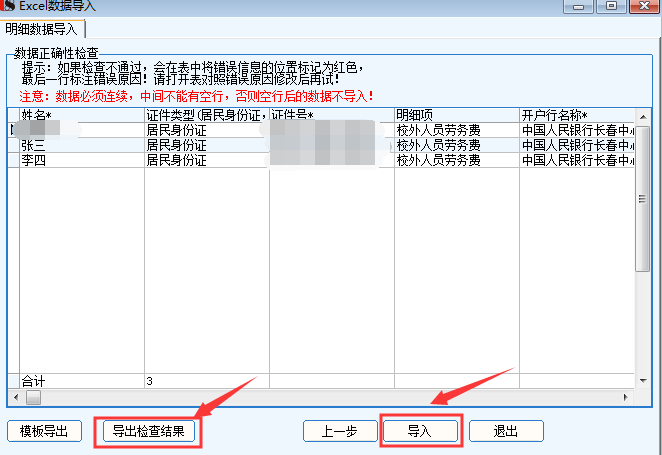 Excel数据导入
明细数据导入
数据正确性检查
提示：如果检查不通过，会在表中将错误信息的位置标记为红色，
最后一行标注错误原因！请打开表对照错误原因修改后再试！
注意：数据必须连续，中间不能有空行，否则空行后的数据不导入！
姓名* 证件类型(居民身份证， 证件号* 明细项 开户行名称*
居民身份证 校外人员劳务费 中国人民银行长春中心
张三 居民身份证 校外人员劳务费 中国人民银行长春中心
李四 居民身份证 校外人员劳务费 中国人民银行长春中心
合计 3
模板导出 导出检查结果 上一步 导入 退出